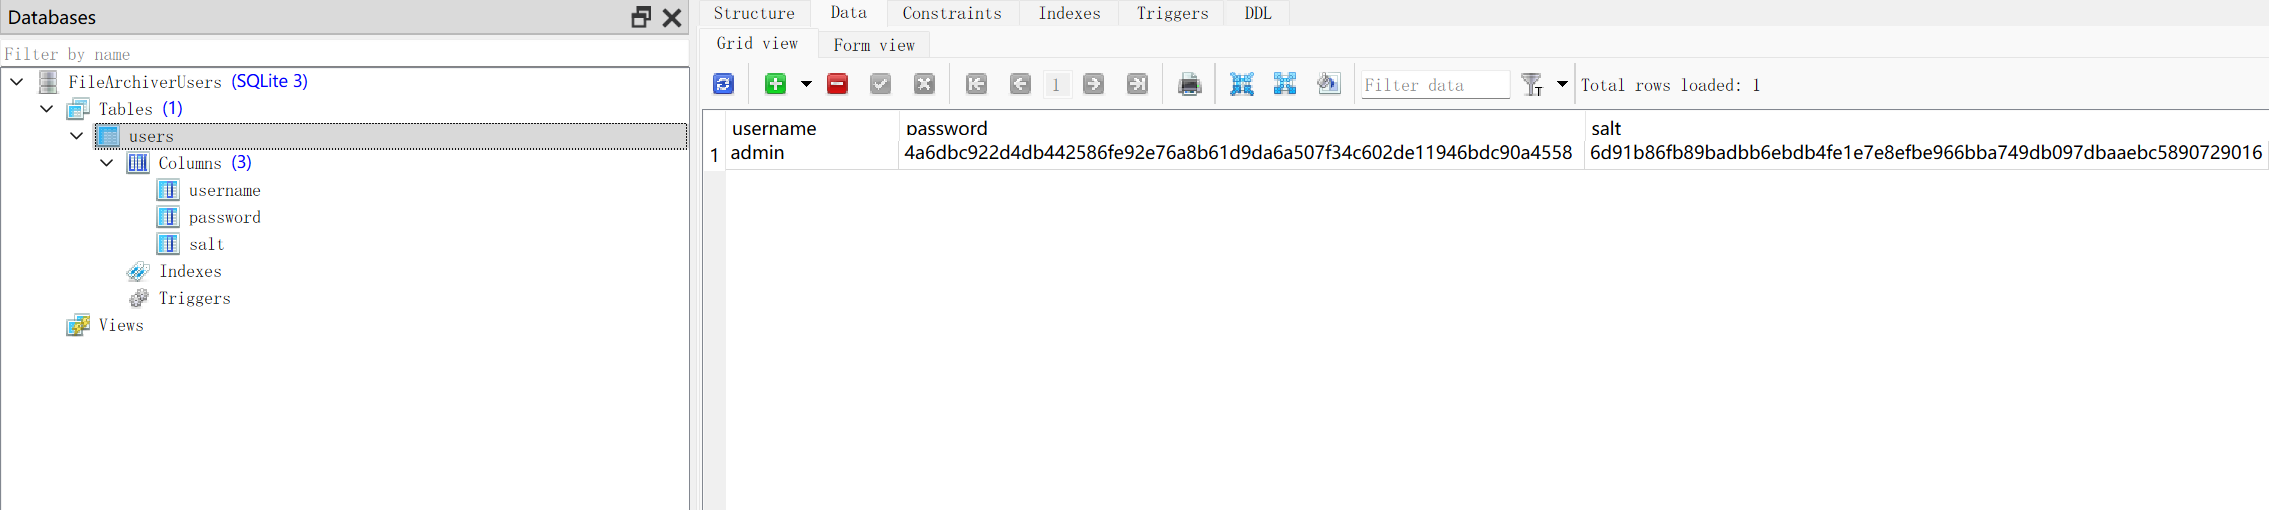 Databases
Filter by name
FileArchiverUsers (SQLite 3)
Tables (1)
users
Columns (3)
username
password
salt
Indexes
Triggers
Views
Structure Data Constraints Indexes Triggers DDL
Grid view Form view
1 Filter data T Total rows loaded: 1
username password salt
1 admin 4a6dbc922d4db442586fe92e76a8b61d9da6a507f34c602de11946bdc90a4558 6d91b86fb89badbb6ebdb4fe1e7e8efbe966bba749db097dbaaebc5890729016